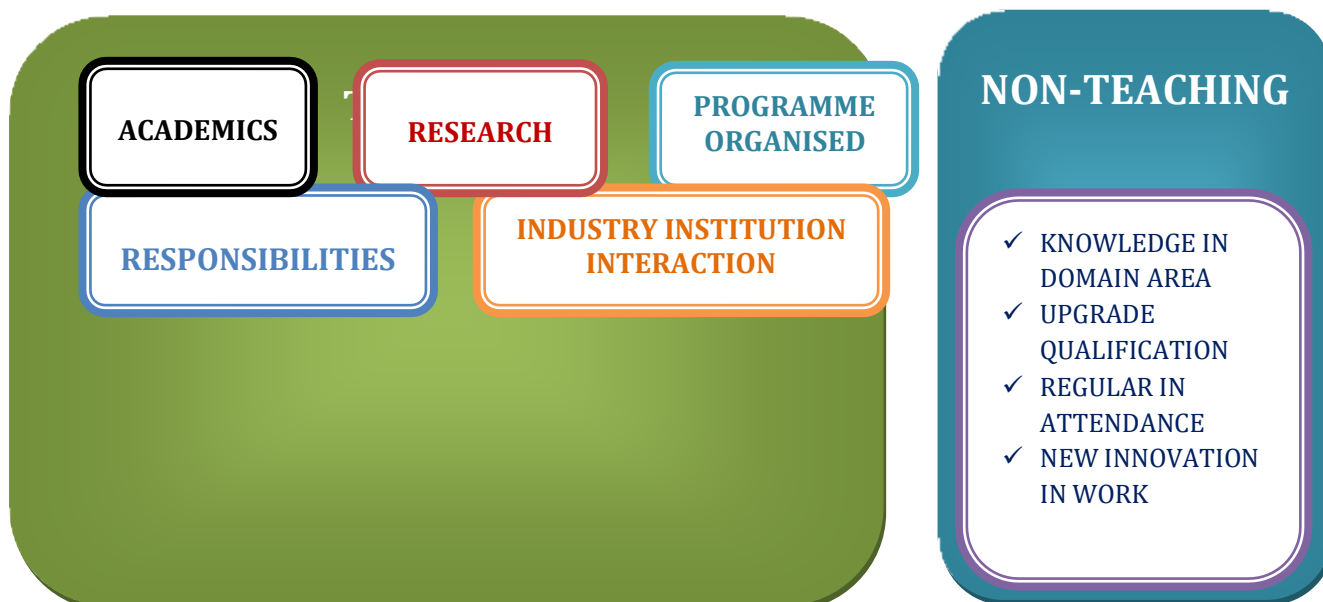 ACADEMICS
RESEARCH
PROGRAMME
ORGANISED
RESPONSIBILITIES
INDUSTRY INSTITUTION
INTERACTION
NON-TEACHING
✓ KNOWLEDGE IN
DOMAIN AREA
✓ UPGRADE
QUALIFICATION
✓ REGULAR IN
ATTENDANCE
✓ NEW INNOVATION
IN WORK